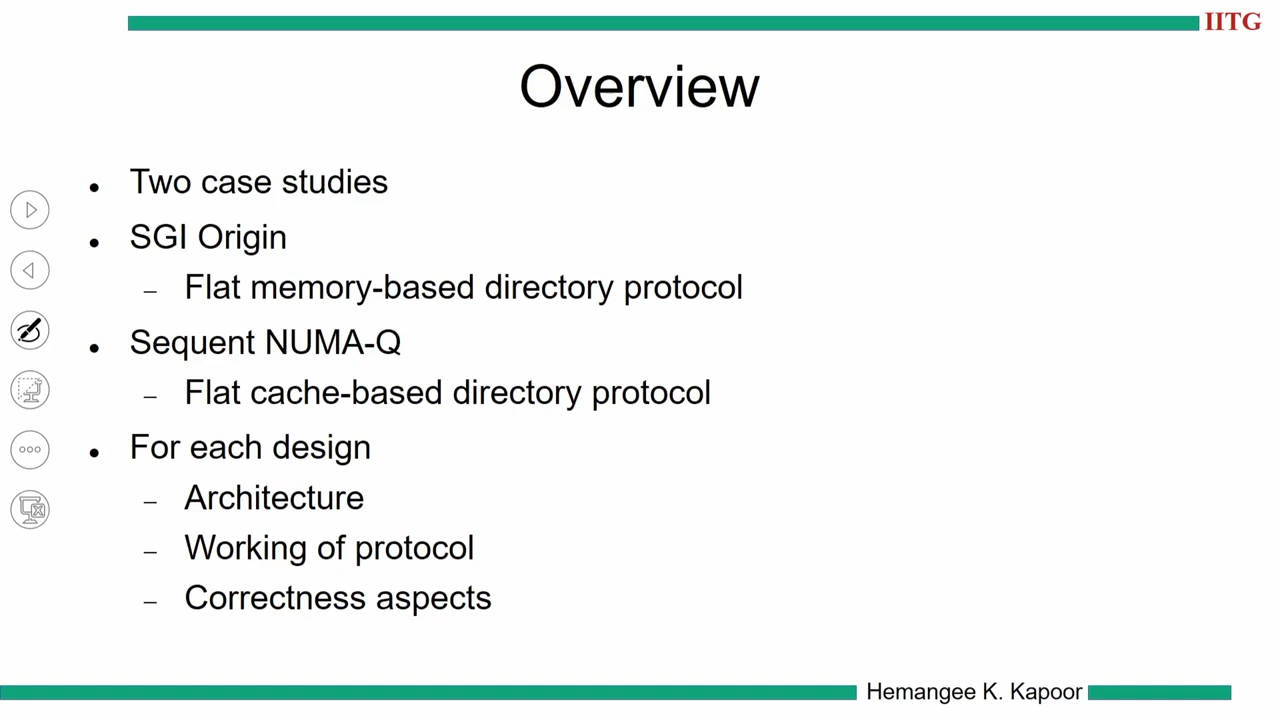 IITG
Overview
• Two case studies
• SGI Origin
– Flat memory-based directory protocol
• Sequent NUMA-Q
– Flat cache-based directory protocol
• For each design
– Architecture
– Working of protocol
– Correctness aspects
Hemangee K. Kapoor